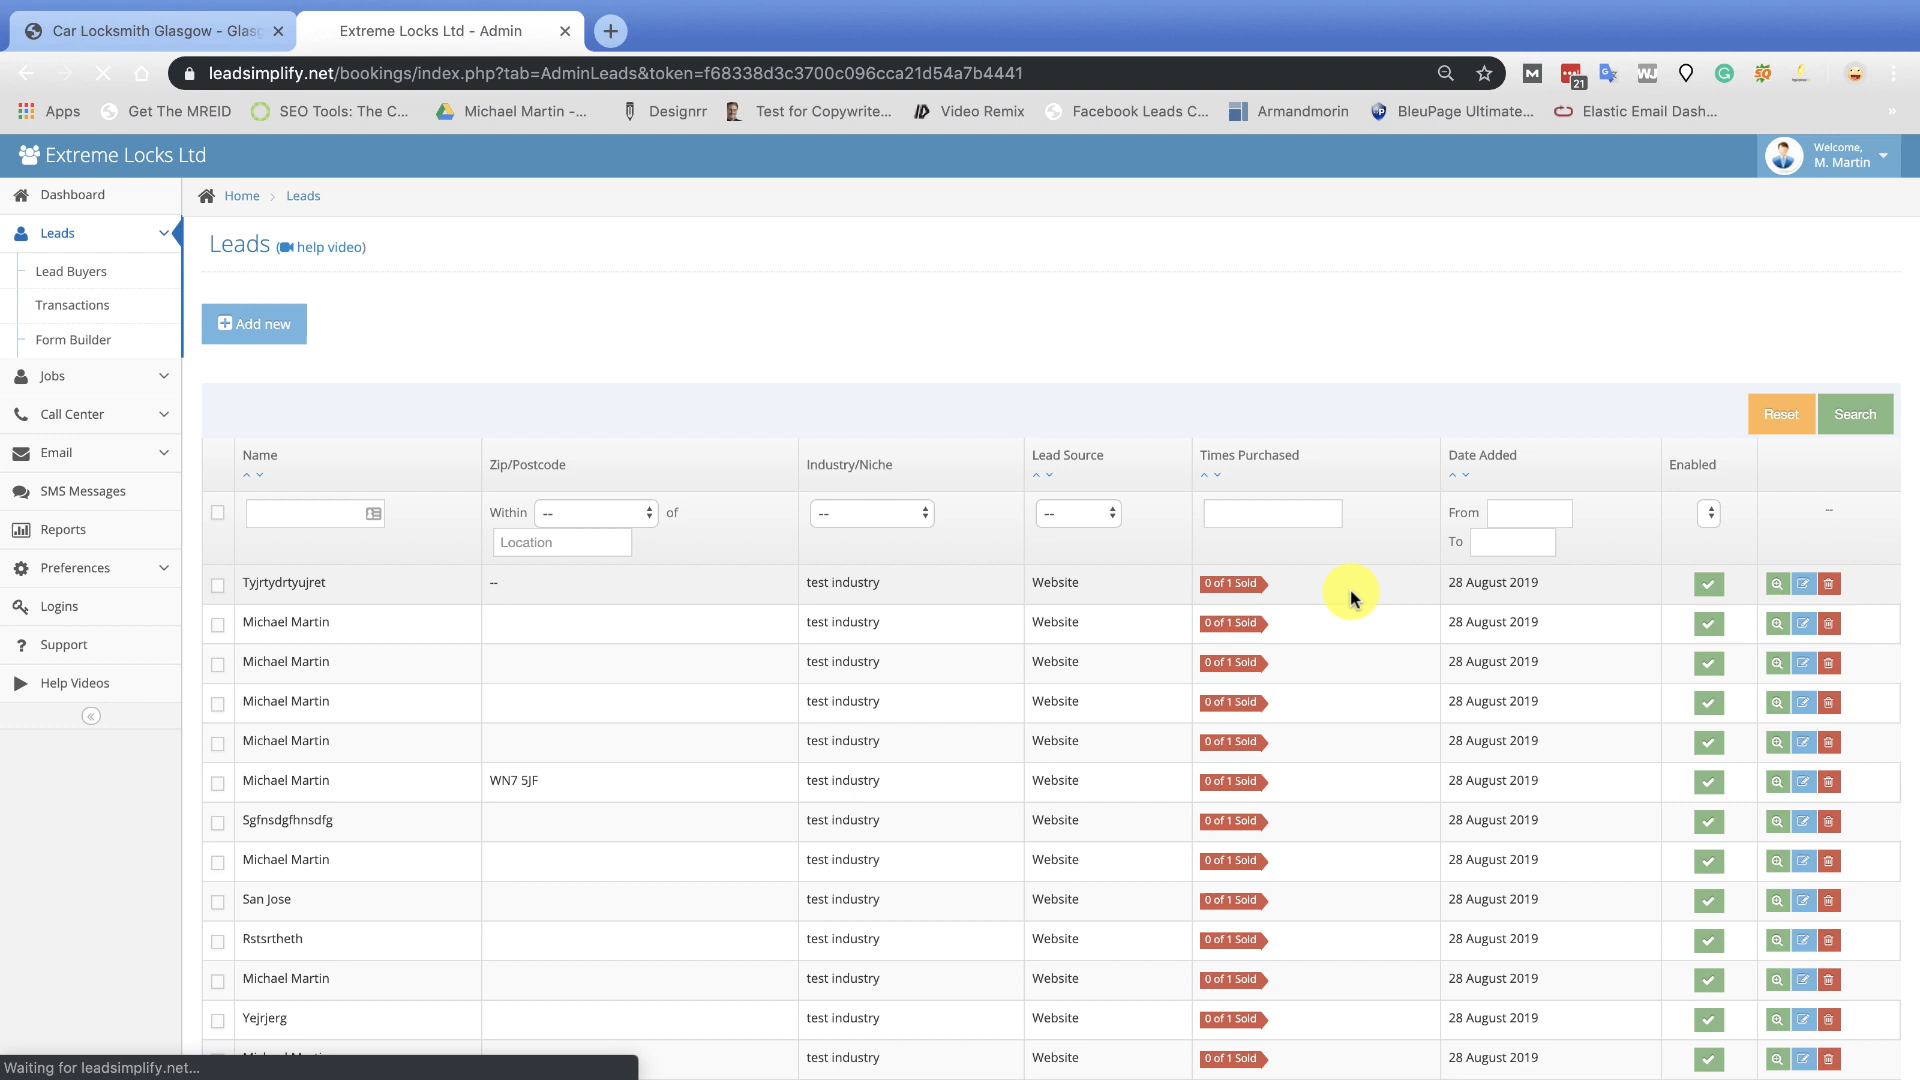 Car Locksmith Glasgow - Glasg
Extreme Locks Ltd - Admin
leadsimplify.net/bookings/index.php?tab=AdminLeads&token=f68338d3c3700c096cca21d54a7b4441
21
Apps
Get The MREID
SEO Tools: The C...
Michael Martin -...
Designrr
Test for Copywrite...
Video Remix
Facebook Leads C...
Armandmorin
BleuPage Ultimate...
Elastic Email Dash...
»
Extreme Locks Ltd
Welcome,
M. Martin
Dashboard
Leads
Lead Buyers
Transactions
Form Builder
Jobs
Call Center
Email
SMS Messages
Reports
Preferences
Logins
Support
Help Videos
Home > Leads
Leads (help video)
Add new
Reset Search
Name Zip/Postcode Industry/Niche Lead Source Times Purchased Date Added Enabled
Within -- of -- -- From --
Location To
Tyjrtydrtyujret -- test industry Website 0 of 1 Sold 28 August 2019
Michael Martin test industry Website 0 of 1 Sold 28 August 2019
Michael Martin test industry Website 0 of 1 Sold 28 August 2019
Michael Martin test industry Website 0 of 1 Sold 28 August 2019
Michael Martin test industry Website 0 of 1 Sold 28 August 2019
Michael Martin WN7 5JF test industry Website 0 of 1 Sold 28 August 2019
Sgfnsdgfhnsdfg test industry Website 0 of 1 Sold 28 August 2019
Michael Martin test industry Website 0 of 1 Sold 28 August 2019
San Jose test industry Website 0 of 1 Sold 28 August 2019
Rstsrtheth test industry Website 0 of 1 Sold 28 August 2019
Michael Martin test industry Website 0 of 1 Sold 28 August 2019
Yejrjerg test industry Website 0 of 1 Sold 28 August 2019
test industry Website 0 of 1 Sold 28 August 2019
Waiting for leadsimplify.net...